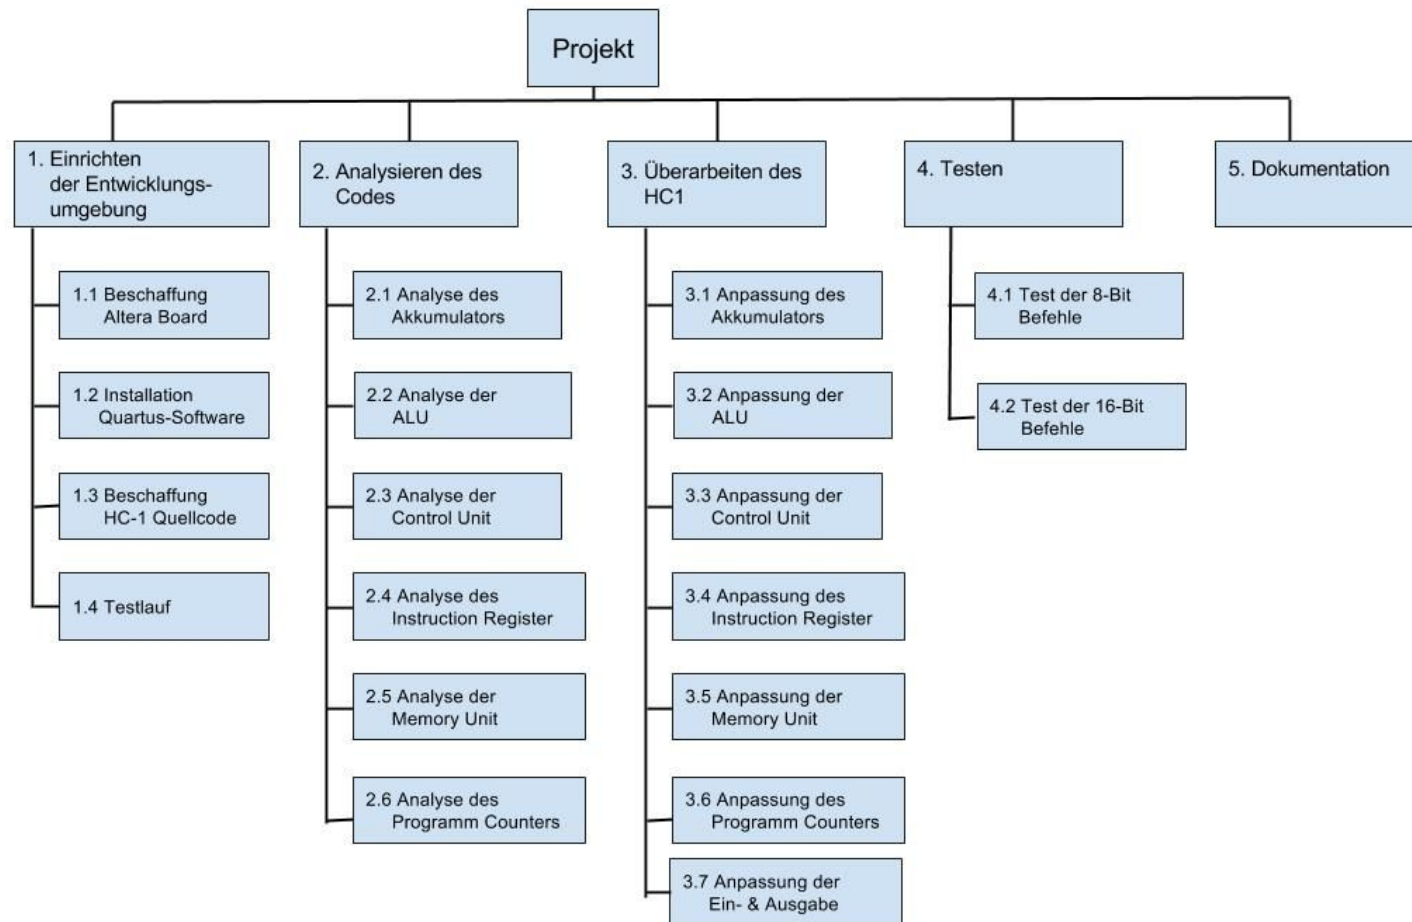 Projekt
1. Einrichten
der Entwicklungs-
umgebung
1.1 Beschaffung
Altera Board
1.2 Installation
Quartus-Software
1.3 Beschaffung
HC-1 Quellcode
1.4 Testlauf
2. Analysieren des
Codes
2.1 Analyse des
Akkumulators
2.2 Analyse der
ALU
2.3 Analyse der
Control Unit
2.4 Analyse des
Instruction Register
2.5 Analyse der
Memory Unit
2.6 Analyse des
Programm Counters
3. Überarbeiten des
HC1
3.1 Anpassung des
Akkumulators
3.2 Anpassung der
ALU
3.3 Anpassung der
Control Unit
3.4 Anpassung des
Instruction Register
3.5 Anpassung der
Memory Unit
3.6 Anpassung des
Programm Counters
3.7 Anpassung der
Ein- & Ausgabe
4. Testen
4.1 Test der 8-Bit
Befehle
4.2 Test der 16-Bit
Befehle
5. Dokumentation